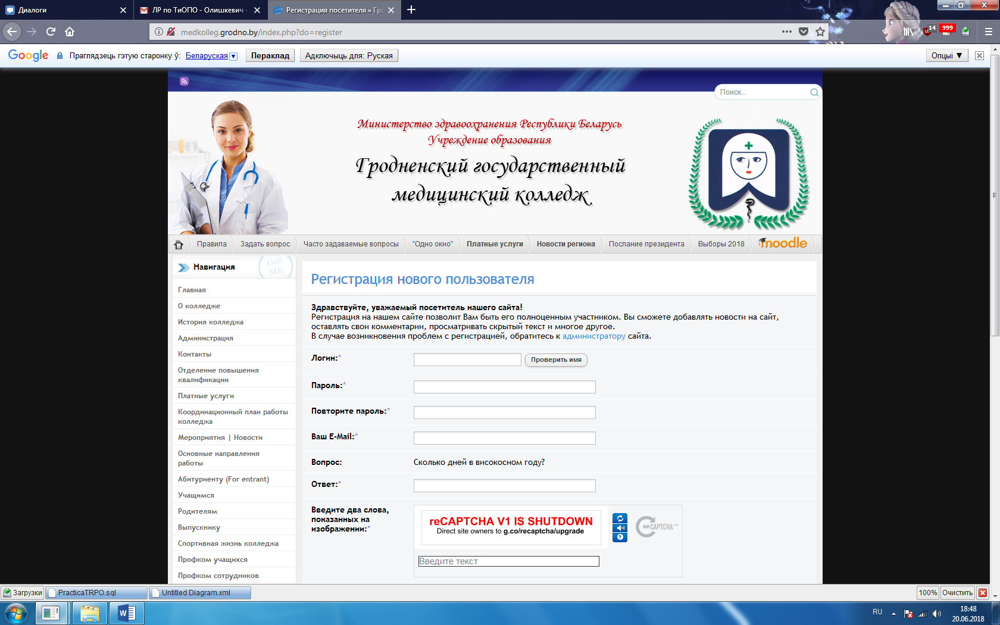 Диалоги
ЛР по ТиОПО - Олишкевич -
Регистрация посетителя » Гро
medkolleg.grodno.by/index.php?do=register
14
999
Google
Праглядзець гэтую старонку ў: Беларуская
Пераклад
Адключыць для: Руская
Опцыі ▼
Поиск...
Министерство здравоохранения Республики Беларусь
Учреждение образования
Гродненский государственный
медицинский колледж
Правила
Задать вопрос
Часто задаваемые вопросы
"Одно окно"
Платные услуги
Новости региона
Послание президента
Выборы 2018
moodle
Навигация
GrS
MK
Главная
О колледже
История колледжа
Администрация
Контакты
Отделение повышения
квалификации
Платные услуги
Координационный план работы
колледжа
Мероприятия | Новости
Основные направления
работы
Абитуриенту (For entrant)
Учащимся
Родителям
Выпускнику
Спортивная жизнь колледжа
Профком учащихся
Профком сотрудников
Регистрация нового пользователя
Здравствуйте, уважаемый посетитель нашего сайта!
Регистрация на нашем сайте позволит Вам быть его полноценным участником. Вы сможете добавлять новости на сайт,
оставлять свои комментарии, просматривать скрытый текст и многое другое.
В случае возникновения проблем с регистрацией, обратитесь к администратору сайта.
Логин:*
Проверить имя
Пароль:*
Повторите пароль:*
Ваш E-Mail:*
Вопрос:
Сколько дней в високосном году?
Ответ:*
Введите два слова,
показанных на
изображении:*
reCAPTCHA V1 IS SHUTDOWN
Direct site owners to g.co/recaptcha/upgrade
reCAPTCHA™
Введите текст
Загрузки
PracticaTRPO.sql
Untitled Diagram.xml
100%
Очистить
RU
18:48
20.06.2018